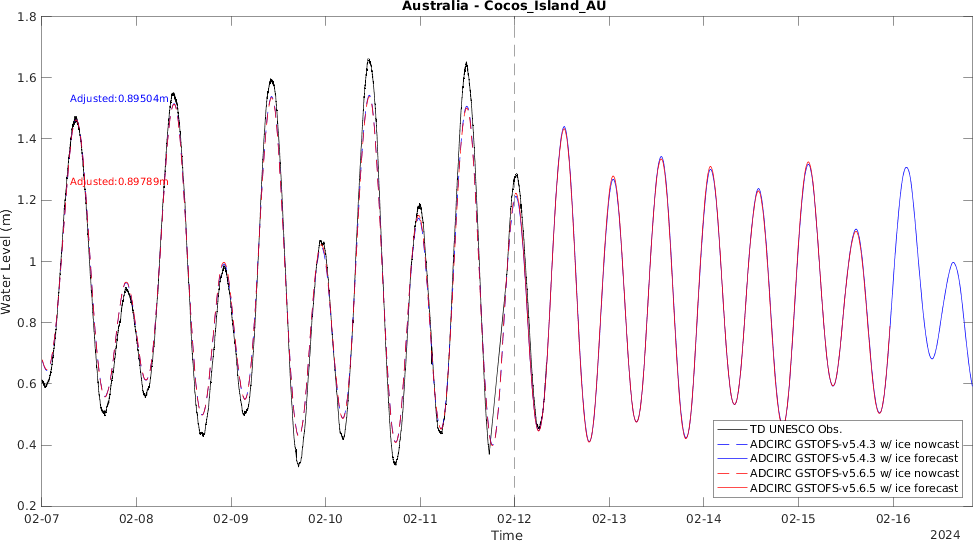 Australia - Cocos_Island_AU
1.8
1.6
1.4
1.2
1
0.8
0.6
0.4
0.2
Water Level (m)
Adjusted:0.89504m
Adjusted:0.89789m
TD UNESCO Obs.
ADCIRC GSTOFS-v5.4.3 w/ ice nowcast
ADCIRC GSTOFS-v5.4.3 w/ ice forecast
ADCIRC GSTOFS-v5.6.5 w/ ice nowcast
ADCIRC GSTOFS-v5.6.5 w/ ice forecast
02-07 02-08 02-09 02-10 02-11 02-12 02-13 02-14 02-15 02-16
Time
2024